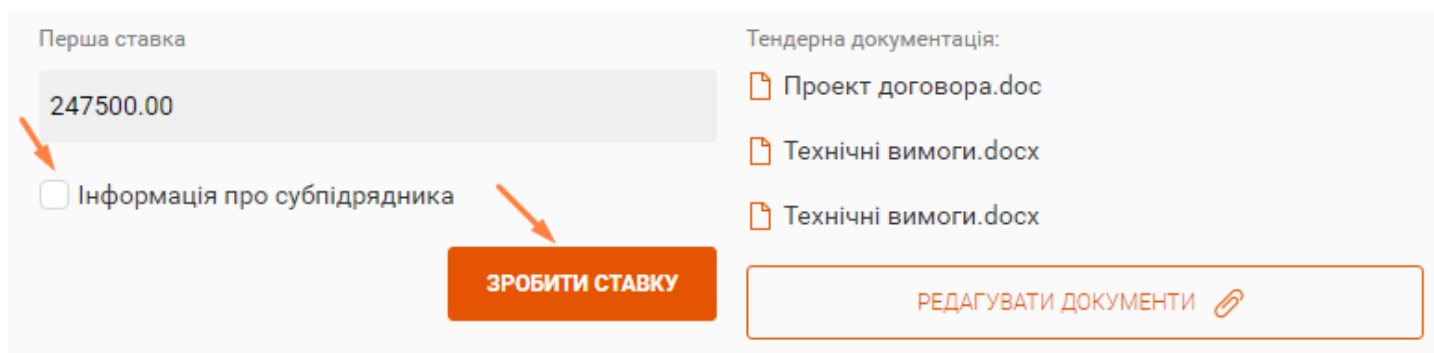 Перша ставка
247500.00
Інформація про субпідрядника
ЗРОБИТИ СТАВКУ
Тендерна документація:
Проект договора.doc
Технічні вимоги.docx
Технічні вимоги.docx
РЕДАГУВАТИ ДОКУМЕНТИ